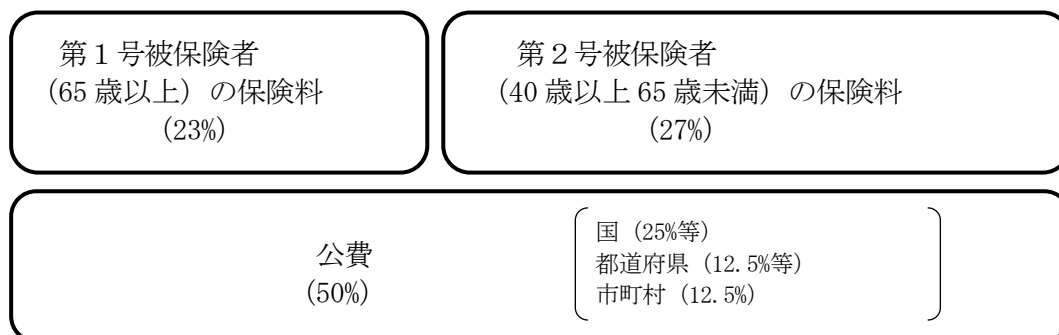 第１号被保険者
（65 歳以上）の保険料
（23%）
第２号被保険者
（40 歳以上 65 歳未満）の保険料
（27%）
公費
（50%）
国（25%等）
都道府県（12.5%等）
市町村（12.5%）